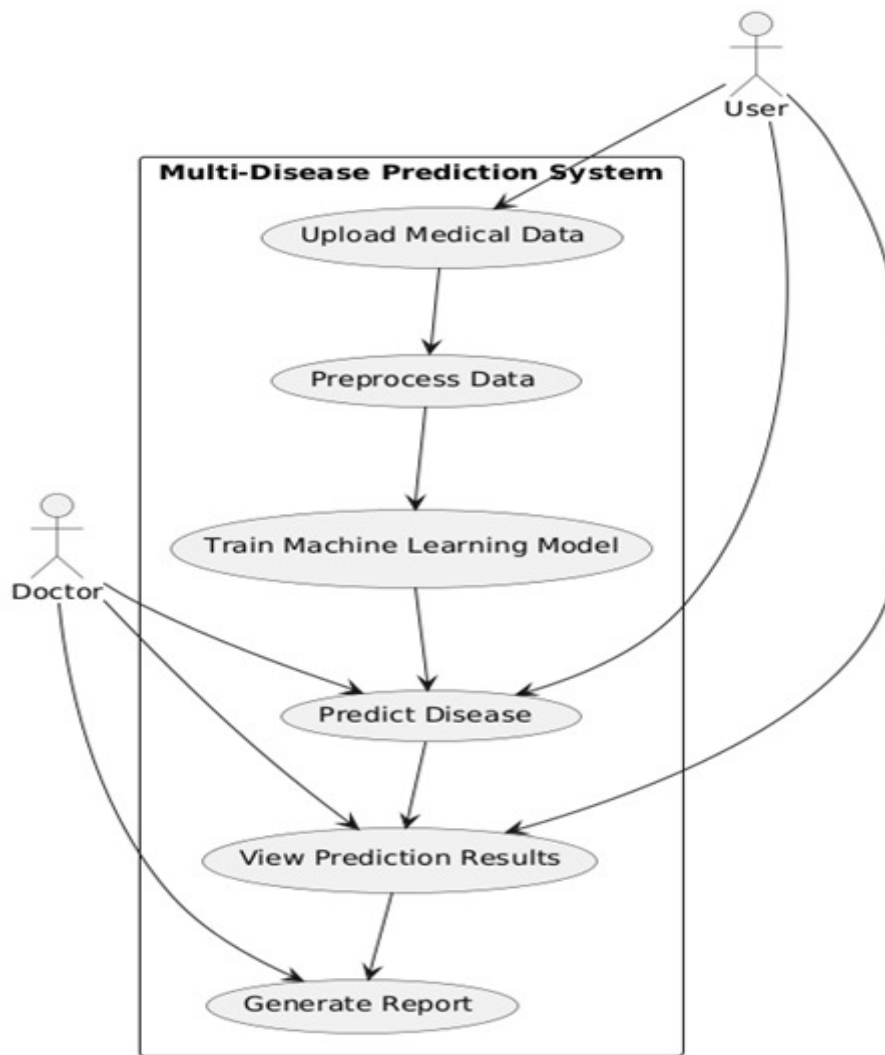 User
Multi-Disease Prediction System
Upload Medical Data
Preprocess Data
Train Machine Learning Model
Doctor
Predict Disease
View Prediction Results
Generate Report